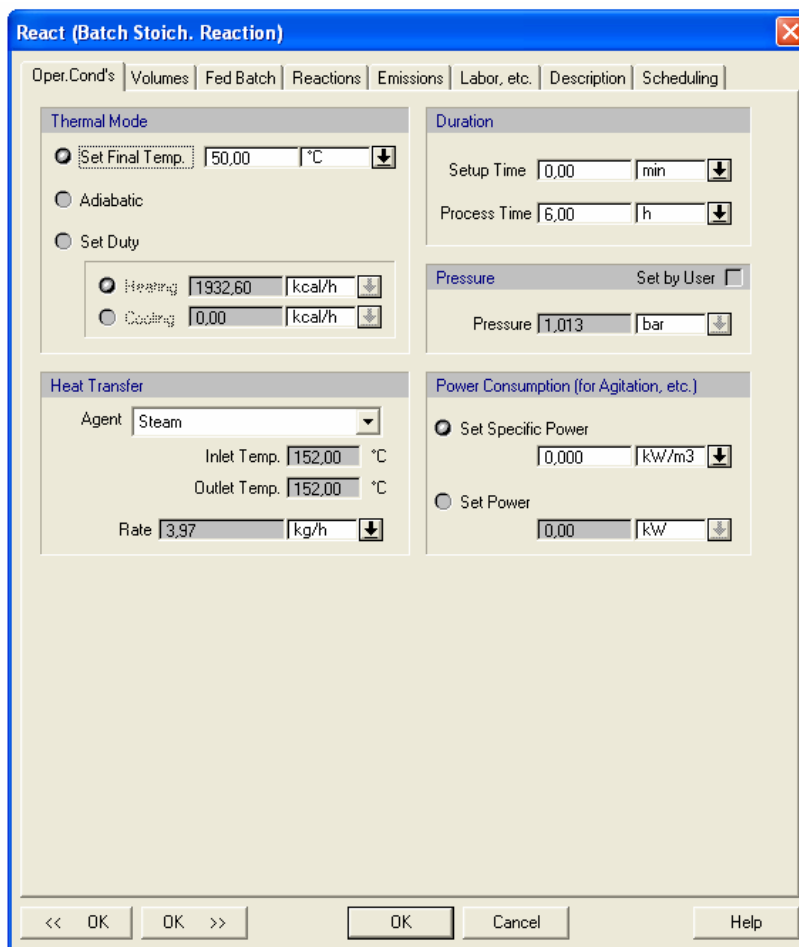 React (Batch Stoich. Reaction)
Oper.Cond's Volumes Fed Batch Reactions Emissions Labor, etc. Description Scheduling
Thermal Mode
Set Final Temp. 50,00 °C
Adiabatic
Set Duty
Heating 1932,60 kcal/h
Cooling 0,00 kcal/h
Duration
Setup Time 0,00 min
Process Time 6,00 h
Pressure Set by User
Pressure 1,013 bar
Heat Transfer
Agent Steam
Inlet Temp. 152,00 °C
Outlet Temp. 152,00 °C
Rate 3,97 kg/h
Power Consumption (for Agitation, etc.)
Set Specific Power
0,000 kW/m3
Set Power
0,00 kW
<< OK OK >> OK Cancel Help